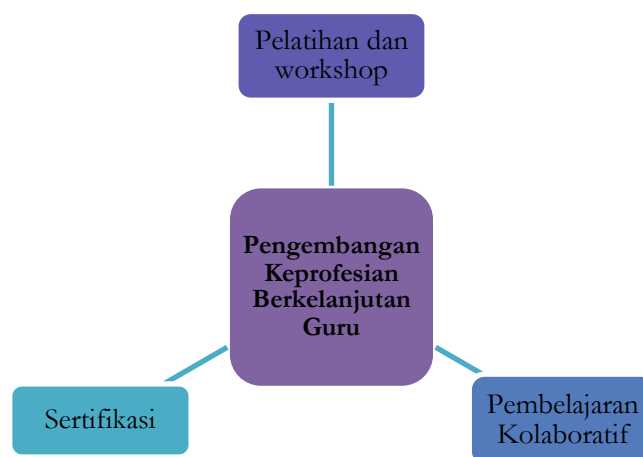 Pelatihan dan
workshop
Pengembangan
Keprofesian
Berkelanjutan
Guru
Sertifikasi
Pembelajaran
Kolaboratif